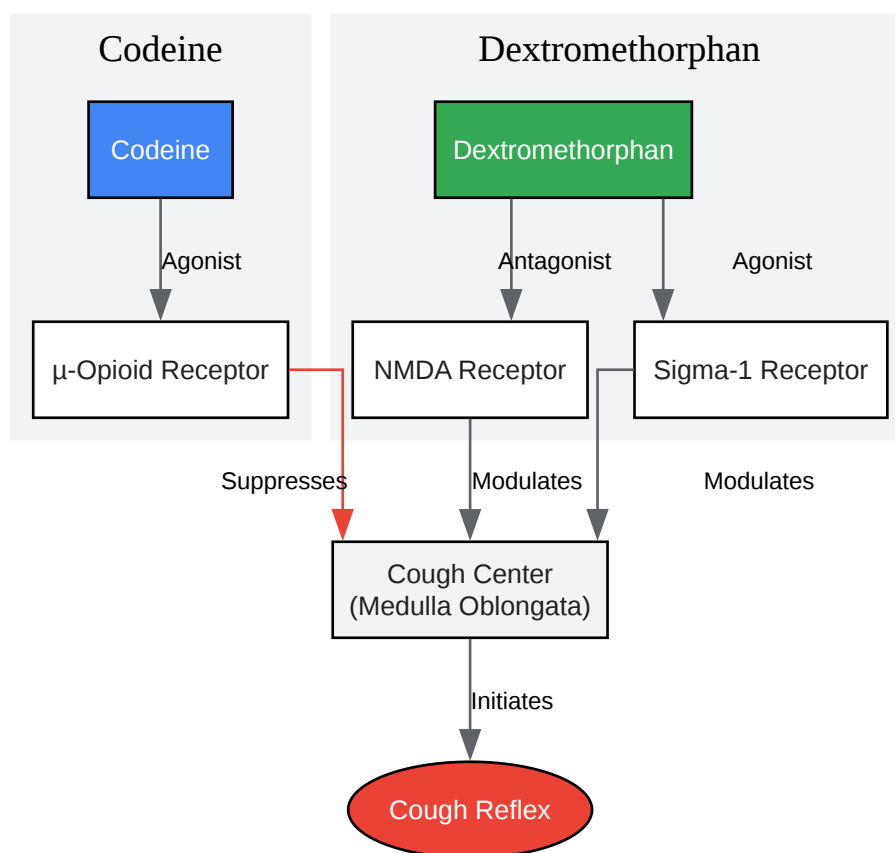 Codeine
Dextromethorphan
Codeine
Dextromethorphan
Agonist
Antagonist
Agonist
µ-Opioid Receptor
NMDA Receptor
Sigma-1 Receptor
Suppresses
Modulates
Modulates
Cough Center
(Medulla Oblongata)
Initiates
Cough Reflex